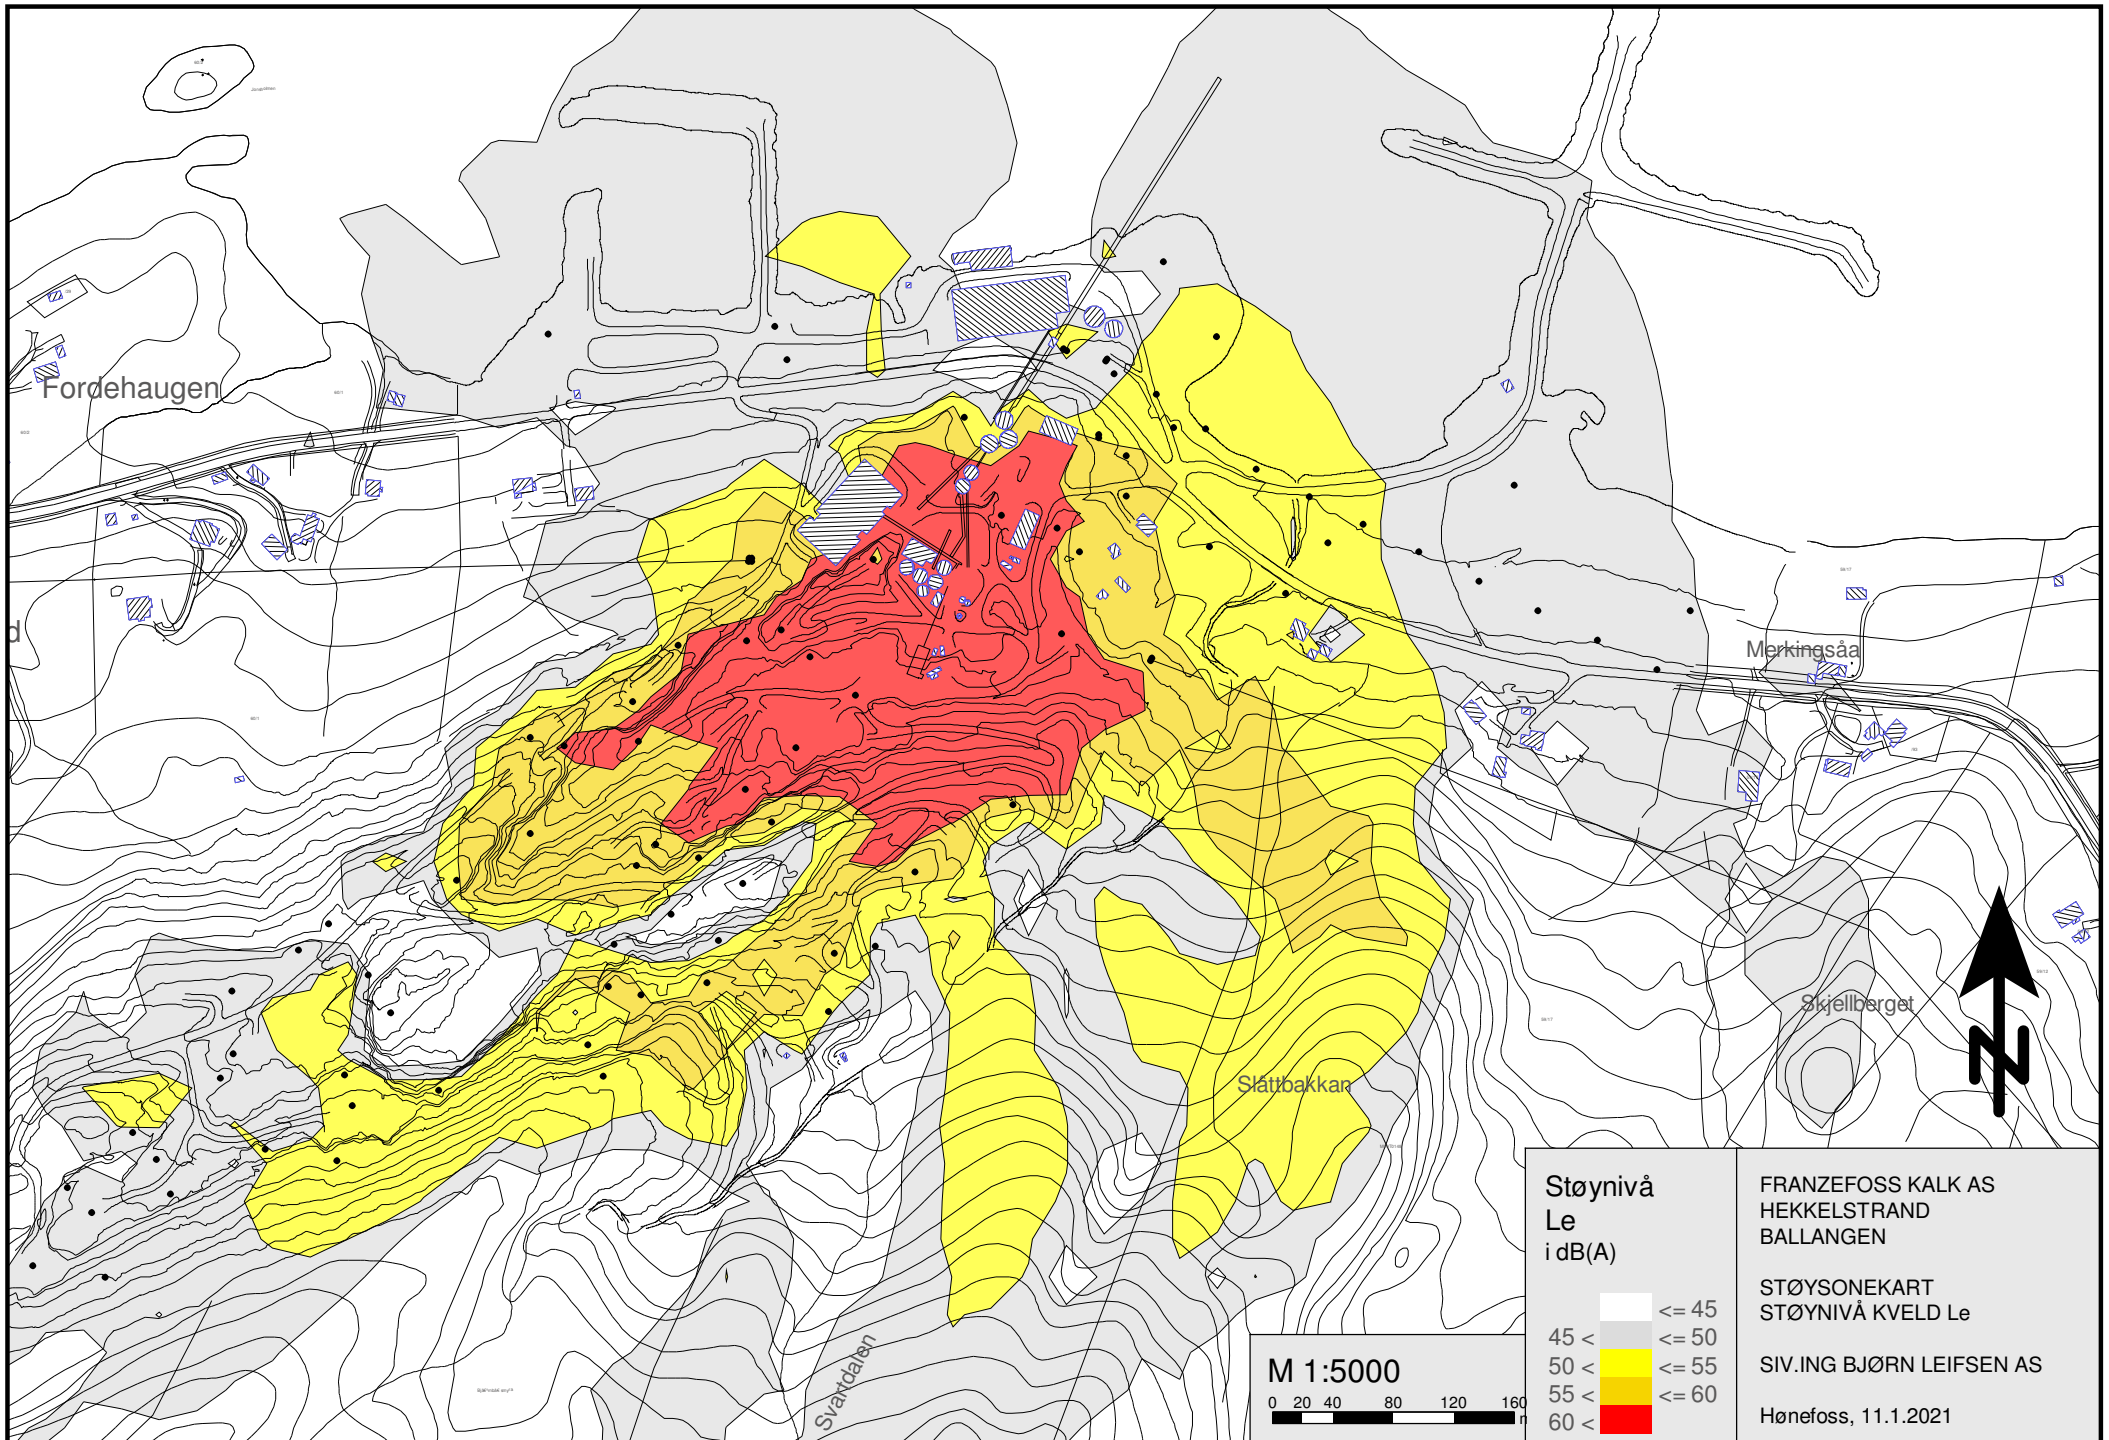 Fordehaugen
d
Merkingsåa
Skjellberget
Slåttbakkan
Svartdalen
N
M 1:5000
0 20 40 80 120 160
Støynivå
Le
i dB(A)
<= 45
45 < <= 50
50 < <= 55
55 < <= 60
60 <
FRANZEFOSS KALK AS
HEKKELSTRAND
BALLANGEN
STØYSONEKART
STØYNIVÅ KVELD Le
SIV.ING BJØRN LEIFSEN AS
Hønefoss, 11.1.2021